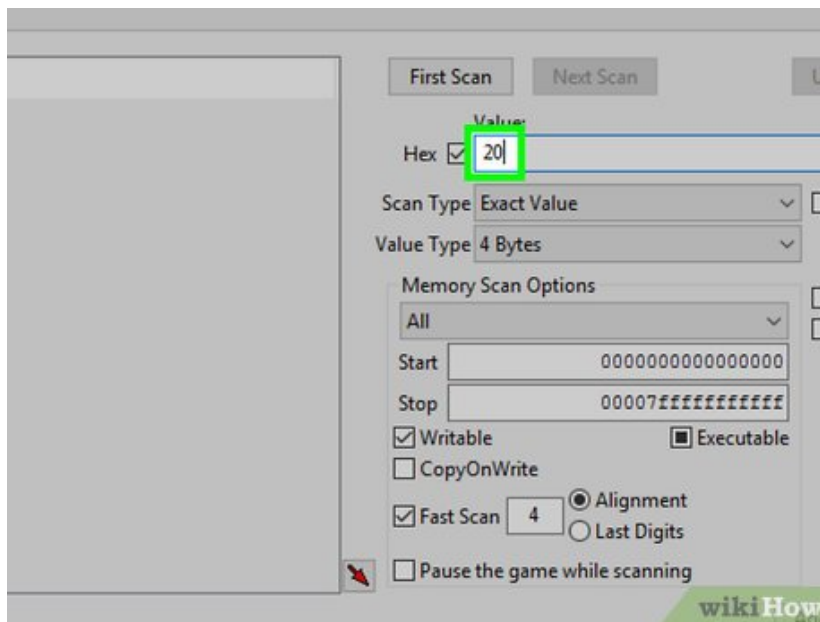 First Scan Next Scan U
Value:
Hex 20
Scan Type Exact Value
Value Type 4 Bytes
Memory Scan Options
All
Start 0000000000000000
Stop 00007fffffffffff
Writable Executable
CopyOnWrite
Fast Scan 4 Alignment
Last Digits
Pause the game while scanning
wikiHow